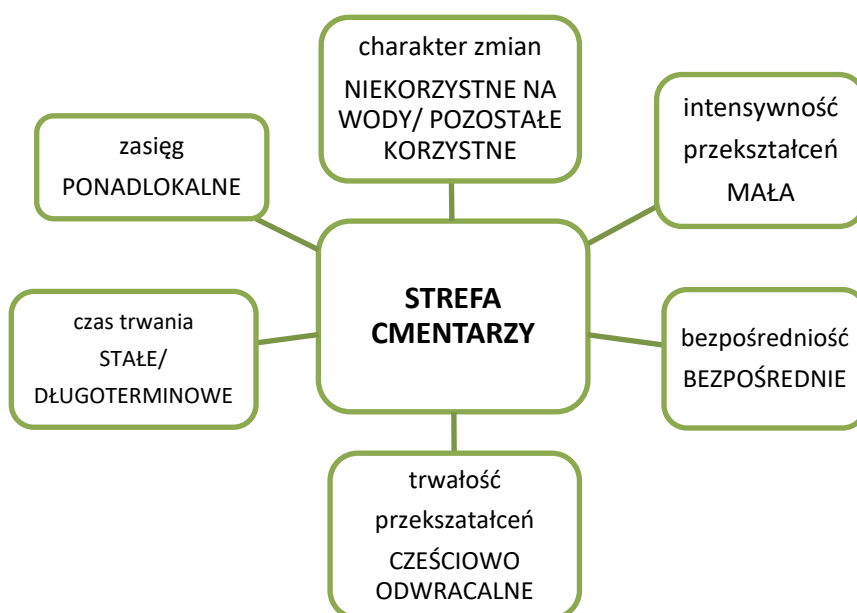 charakter zmian
NIEKORZYSTNE NA
WODY/ POZOSTAŁE
KORZYSTNE
intensywność
przekształceń
MAŁA
zasięg
PONADLOKALNE
STREFA
CMENTARZY
czas trwania
STAŁE/
DŁUGOTERMINOWE
bezpośredniość
BEZPOŚREDNIE
trwałość
przekszatałceń
CZEŚCIOWO
ODWRACALNE